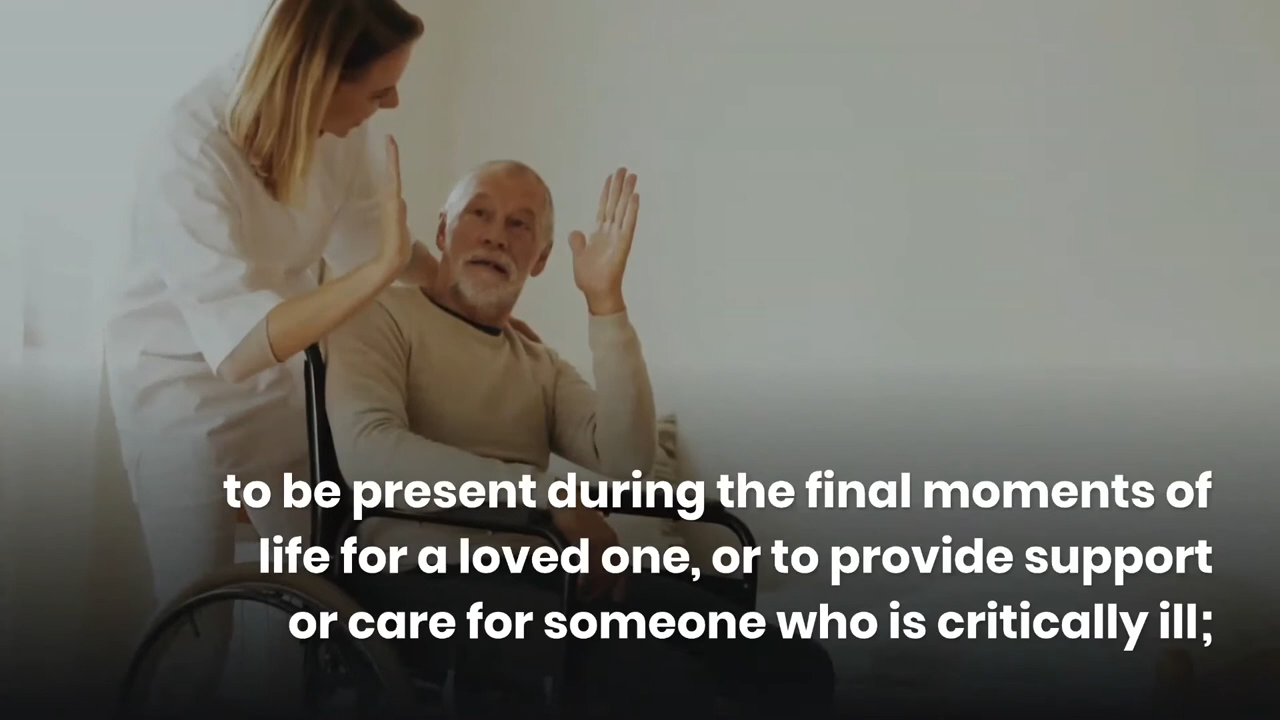 to be present during the final moments of
life for a loved one, or to provide support
or care for someone who is critically ill;